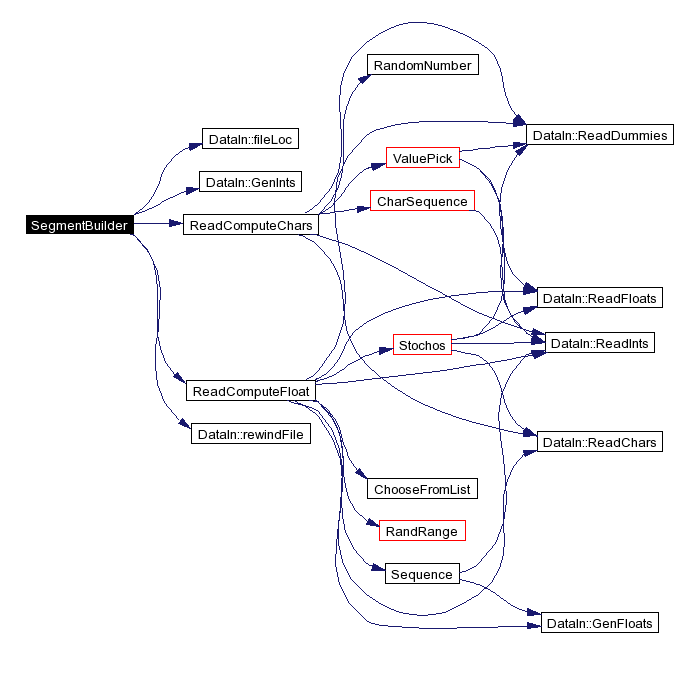 RandomNumber
DataIn::ReadDummies
DataIn::fileLoc
ValuePick
DataIn::GenInts
CharSequence
SegmentBuilder
ReadComputeChars
DataIn::ReadFloats
Stochos
DataIn::ReadInts
ReadComputeFloat
DataIn::rewindFile
DataIn::ReadChars
ChooseFromList
RandRange
Sequence
DataIn::GenFloats